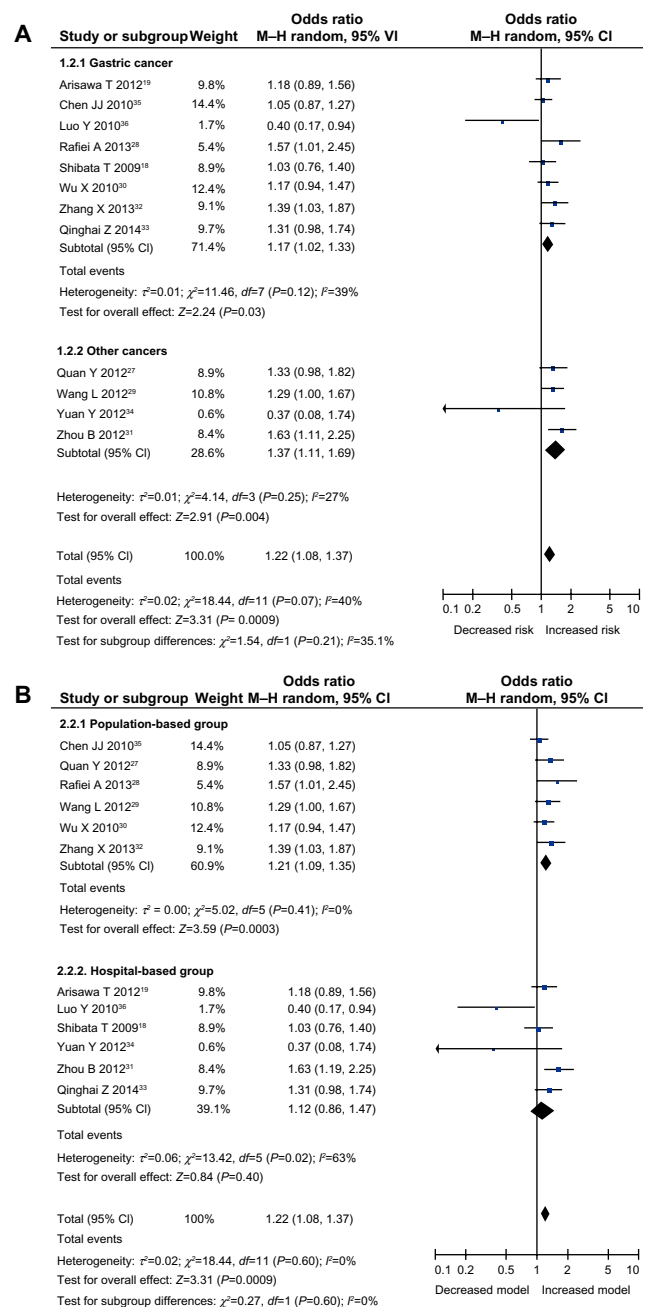 A
Odds ratio
Odds ratio
Study or subgroup Weight M–H random, 95% VI M–H random, 95% CI
1.2.1 Gastric cancer
Arisawa T 2012¹⁹ 9.8% 1.18 (0.89, 1.56)
Chen JJ 2010³⁵ 14.4% 1.05 (0.87, 1.27)
Luo Y 2010³⁶ 1.7% 0.40 (0.17, 0.94)
Rafiei A 2013²⁸ 5.4% 1.57 (1.01, 2.45)
Shibata T 2009¹⁸ 8.9% 1.03 (0.76, 1.40)
Wu X 2010³⁰ 12.4% 1.17 (0.94, 1.47)
Zhang X 2013³² 9.1% 1.39 (1.03, 1.87)
Qinghai Z 2014³³ 9.7% 1.31 (0.98, 1.74)
Subtotal (95% CI) 71.4% 1.17 (1.02, 1.33)
Total events
Heterogeneity: τ²=0.01; χ²=11.46, df=7 (P=0.12); I²=39%
Test for overall effect: Z=2.24 (P=0.03)
1.2.2 Other cancers
Quan Y 2012²⁷ 8.9% 1.33 (0.98, 1.82)
Wang L 2012²⁹ 10.8% 1.29 (1.00, 1.67)
Yuan Y 2012³⁴ 0.6% 0.37 (0.08, 1.74)
Zhou B 2012³¹ 8.4% 1.63 (1.11, 2.25)
Subtotal (95% CI) 28.6% 1.37 (1.11, 1.69)
Heterogeneity: τ²=0.01; χ²=4.14, df=3 (P=0.25); I²=27%
Test for overall effect: Z=2.91 (P=0.004)
Total (95% CI) 100.0% 1.22 (1.08, 1.37)
Total events
Heterogeneity: τ²=0.02; χ²=18.44, df=11 (P=0.07); I²=40%
Test for overall effect: Z=3.31 (P= 0.0009)
Test for subgroup differences: χ²=1.54, df=1 (P=0.21); I²=35.1%
0.1 0.2 0.5 1 2 5 10
Decreased risk Increased risk
B
Odds ratio
Odds ratio
Study or subgroup Weight M–H random, 95% CI M–H random, 95% CI
2.2.1 Population-based group
Chen JJ 2010³⁵ 14.4% 1.05 (0.87, 1.27)
Quan Y 2012²⁷ 8.9% 1.33 (0.98, 1.82)
Rafiei A 2013²⁸ 5.4% 1.57 (1.01, 2.45)
Wang L 2012²⁹ 10.8% 1.29 (1.00, 1.67)
Wu X 2010³⁰ 12.4% 1.17 (0.94, 1.47)
Zhang X 2013³² 9.1% 1.39 (1.03, 1.87)
Subtotal (95% CI) 60.9% 1.21 (1.09, 1.35)
Total events
Heterogeneity: τ² = 0.00; χ²=5.02, df=5 (P=0.41); I²=0%
Test for overall effect: Z=3.59 (P=0.0003)
2.2.2. Hospital-based group
Arisawa T 2012¹⁹ 9.8% 1.18 (0.89, 1.56)
Luo Y 2010³⁶ 1.7% 0.40 (0.17, 0.94)
Shibata T 2009¹⁸ 8.9% 1.03 (0.76, 1.40)
Yuan Y 2012³⁴ 0.6% 0.37 (0.08, 1.74)
Zhou B 2012³¹ 8.4% 1.63 (1.19, 2.25)
Qinghai Z 2014³³ 9.7% 1.31 (0.98, 1.74)
Subtotal (95% CI) 39.1% 1.12 (0.86, 1.47)
Total events
Heterogeneity: τ²=0.06; χ²=13.42, df=5 (P=0.02); I²=63%
Test for overall effect: Z=0.84 (P=0.40)
Total (95% CI) 100% 1.22 (1.08, 1.37)
Total events
Heterogeneity: τ²=0.02; χ²=18.44, df=11 (P=0.60); I²=0%
Test for overall effect: Z=3.31 (P=0.0009)
Test for subgroup differences: χ²=0.27, df=1 (P=0.60); I²=0%
0.1 0.2 0.5 1 2 5 10
Decreased model Increased model